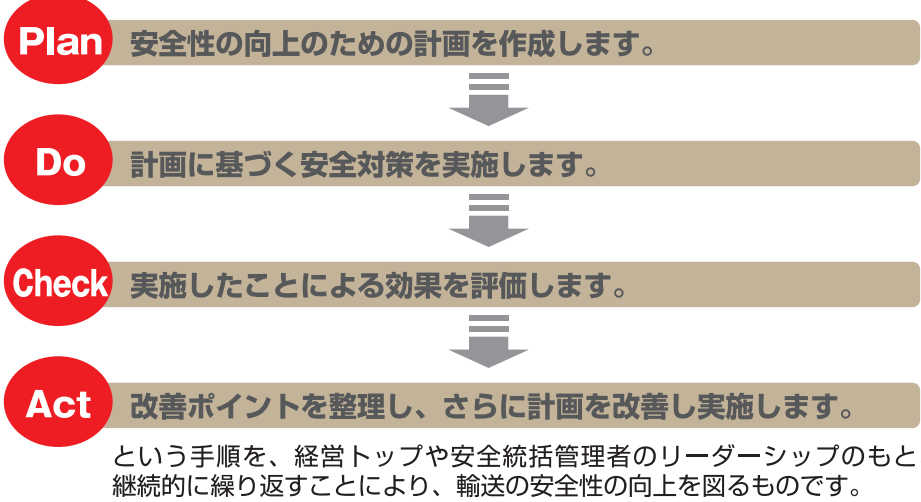 Plan 安全性の向上のための計画を作成します。
Do 計画に基づく安全対策を実施します。
Check 実施したことによる効果を評価します。
Act 改善ポイントを整理し、さらに計画を改善し実施します。
という手順を、経営トップや安全統括管理者のリーダーシップのもと
継続的に繰り返すことにより、輸送の安全性の向上を図るものです。